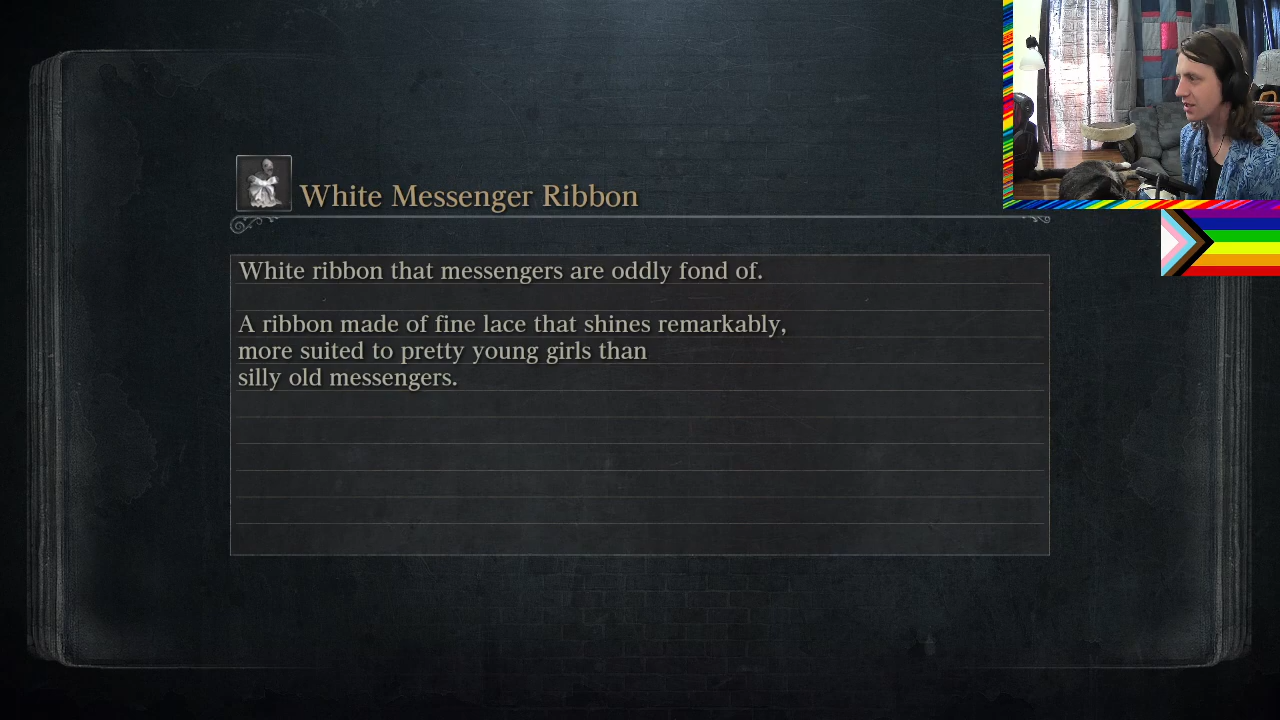 White Messenger Ribbon
White ribbon that messengers are oddly fond of.
A ribbon made of fine lace that shines remarkably,
more suited to pretty young girls than
silly old messengers.